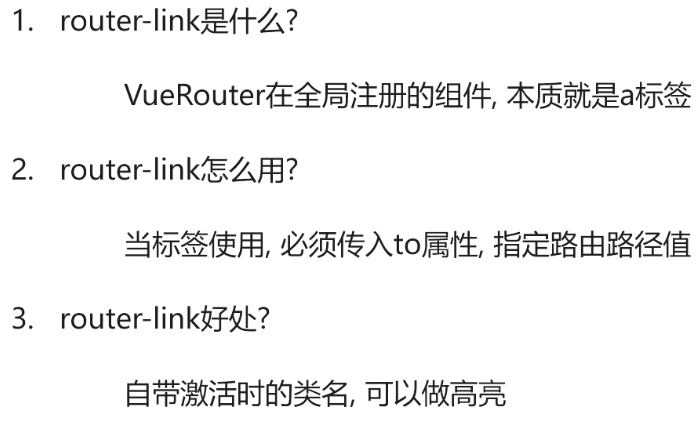 1. router-link是什么?
VueRouter在全局注册的组件, 本质就是a标签
2. router-link怎么用?
当标签使用, 必须传入to属性, 指定路由路径值
3. router-link好处?
自带激活时的类名, 可以做高亮